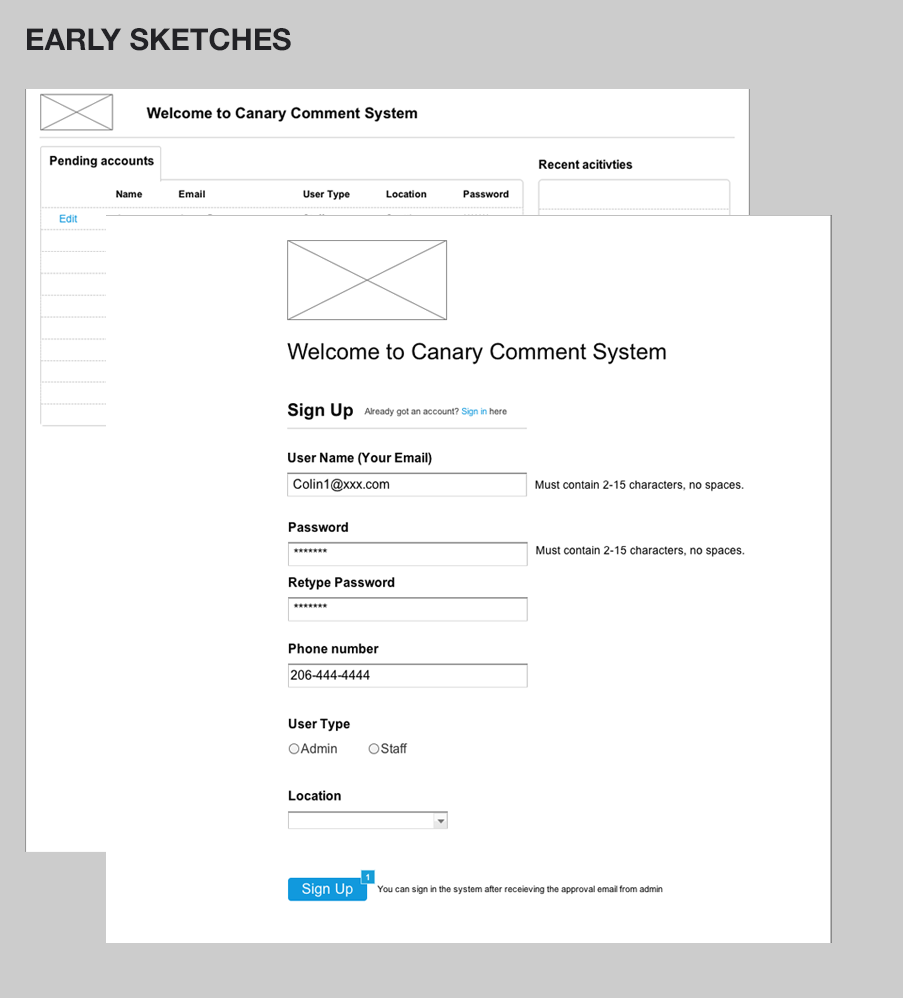 EARLY SKETCHES
Welcome to Canary Comment System
Pending accounts
Recent acitivties
Name Email User Type Location Password
Edit
Welcome to Canary Comment System
Sign Up Already got an account? Sign in here
User Name (Your Email)
Colin1@xxx.com Must contain 2-15 characters, no spaces.
Password
******* Must contain 2-15 characters, no spaces.
Retype Password
*******
Phone number
206-444-4444
User Type
Admin Staff
Location
1
Sign Up You can sign in the system after receieving the approval email from admin